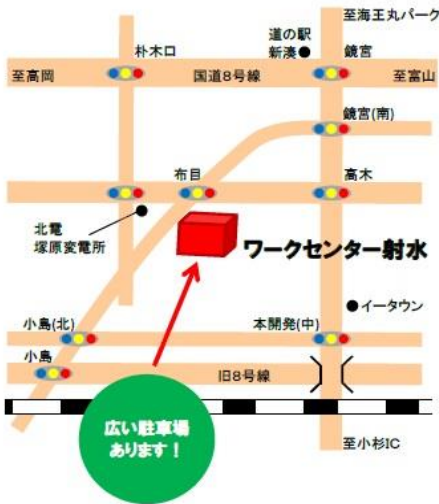 至海王丸パーク
道の駅
新湊
鏡宮
朴木口
至高岡
国道8号線
至富山
鏡宮(南)
布目
高木
北電
塚原変電所
ワークセンター射水
イータウン
小島(北)
本開発(中)
小島
旧8号線
広い駐車場
あります!
至小杉IC